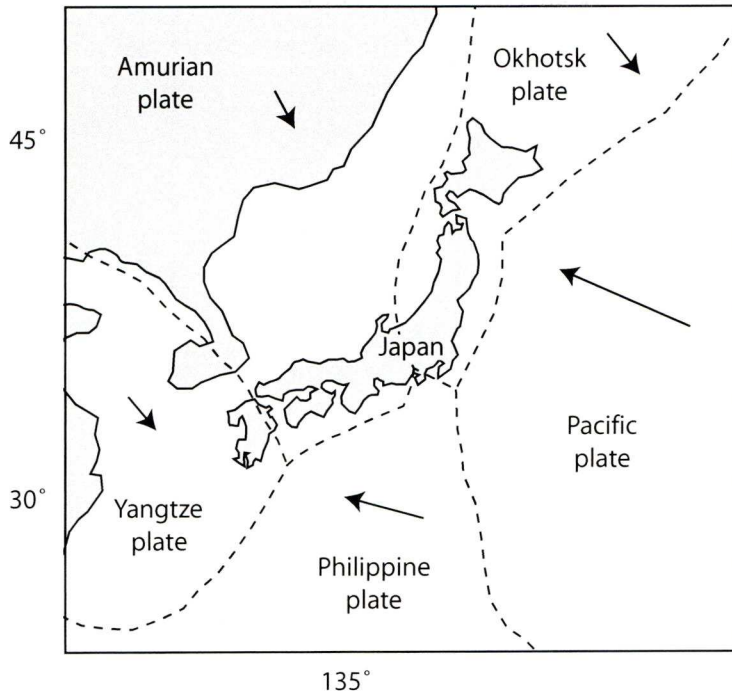 Amurian
plate
Okhotsk
plate
45°
Japan
Pacific
plate
30°
Yangtze
plate
Philippine
plate
135°